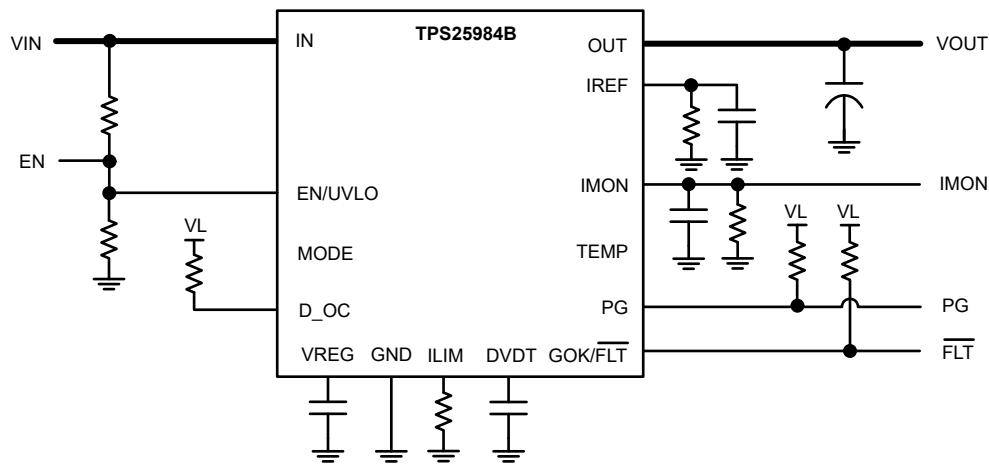 TPS25984B
VIN
IN
OUT
VOUT
IREF
EN
EN/UVLO
IMON
IMON
VL
MODE
TEMP
VL
VL
D_OC
PG
PG
VREG
GND
ILIM
DVDT
GOK/FLT
FLT